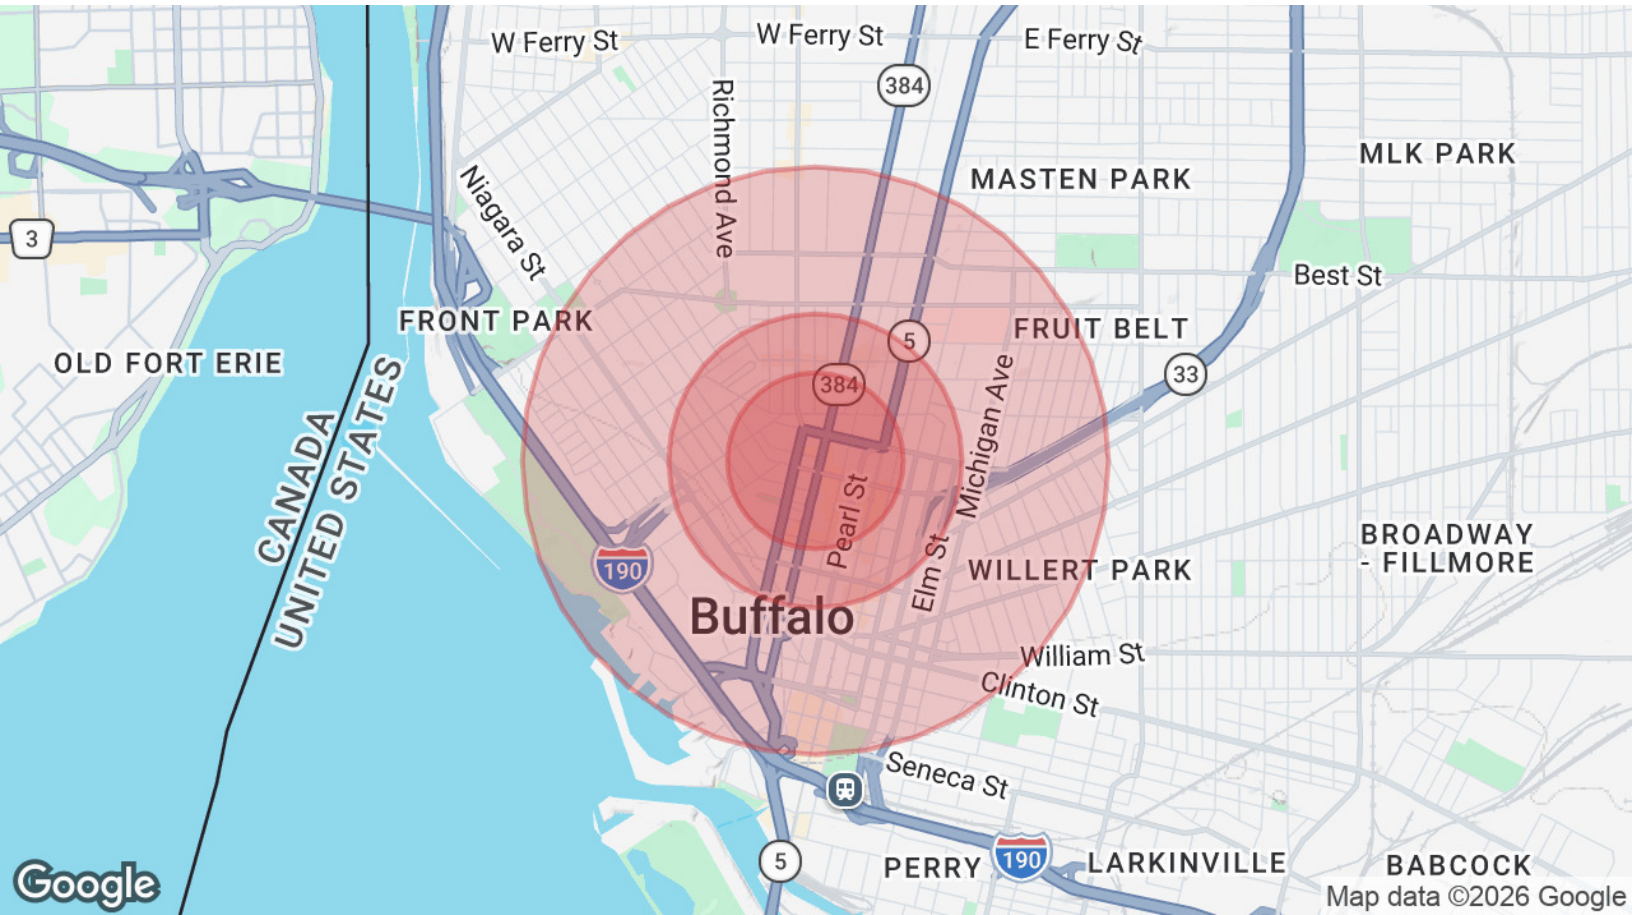 W Ferry St
W Ferry St
E Ferry St
384
Richmond Ave
MLK PARK
MASTEN PARK
Niagara St
3
Best St
FRONT PARK
FRUIT BELT
5
OLD FORT ERIE
384
33
Michigan Ave
CANADA
UNITED STATES
Pearl St
BROADWAY
- FILLMORE
190
Elm St
WILLERT PARK
Buffalo
William St
Clinton St
Seneca St
5
PERRY
190
LARKINVILLE
BABCOCK
Google
Map data ©2026 Google